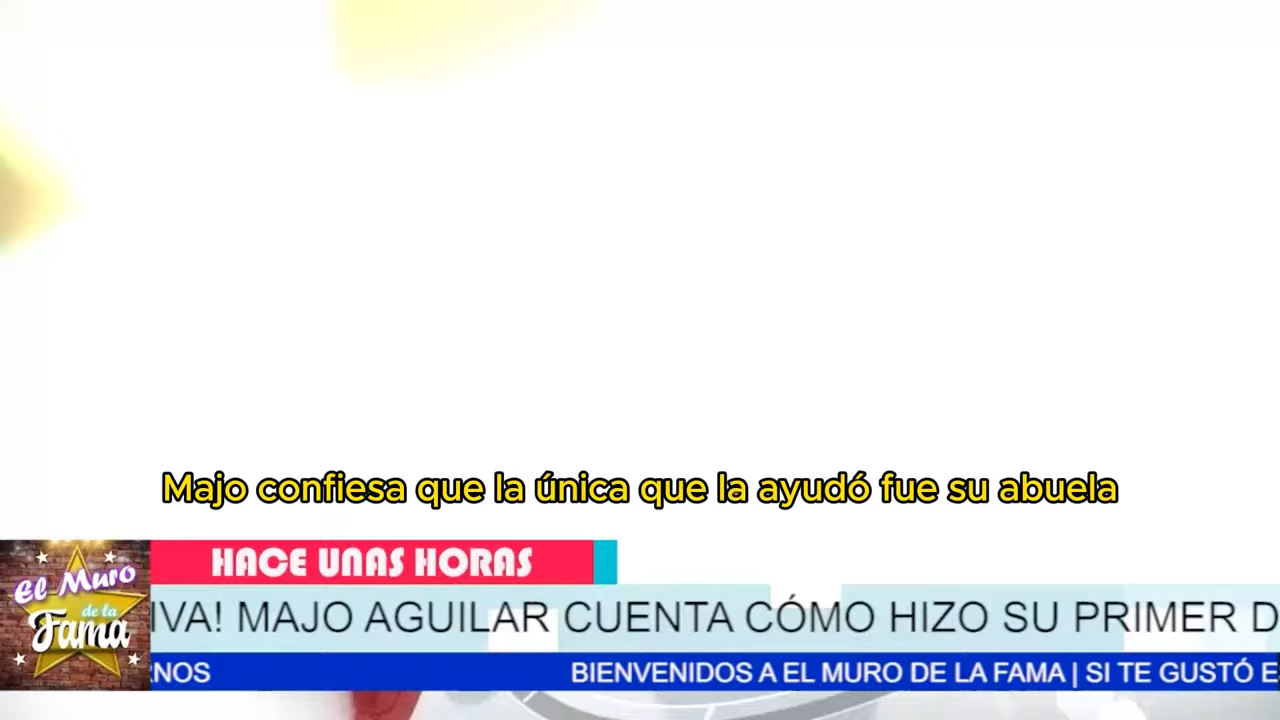 Majo confiesa que la única que la ayudó fue su abuela
HACE UNAS HORAS
El Muro
de la
Fama
IVA! MAJO AGUILAR CUENTA CÓMO HIZO SU PRIMER D
RNOS
BIENVENIDOS A EL MURO DE LA FAMA | SI TE GUSTÓ E